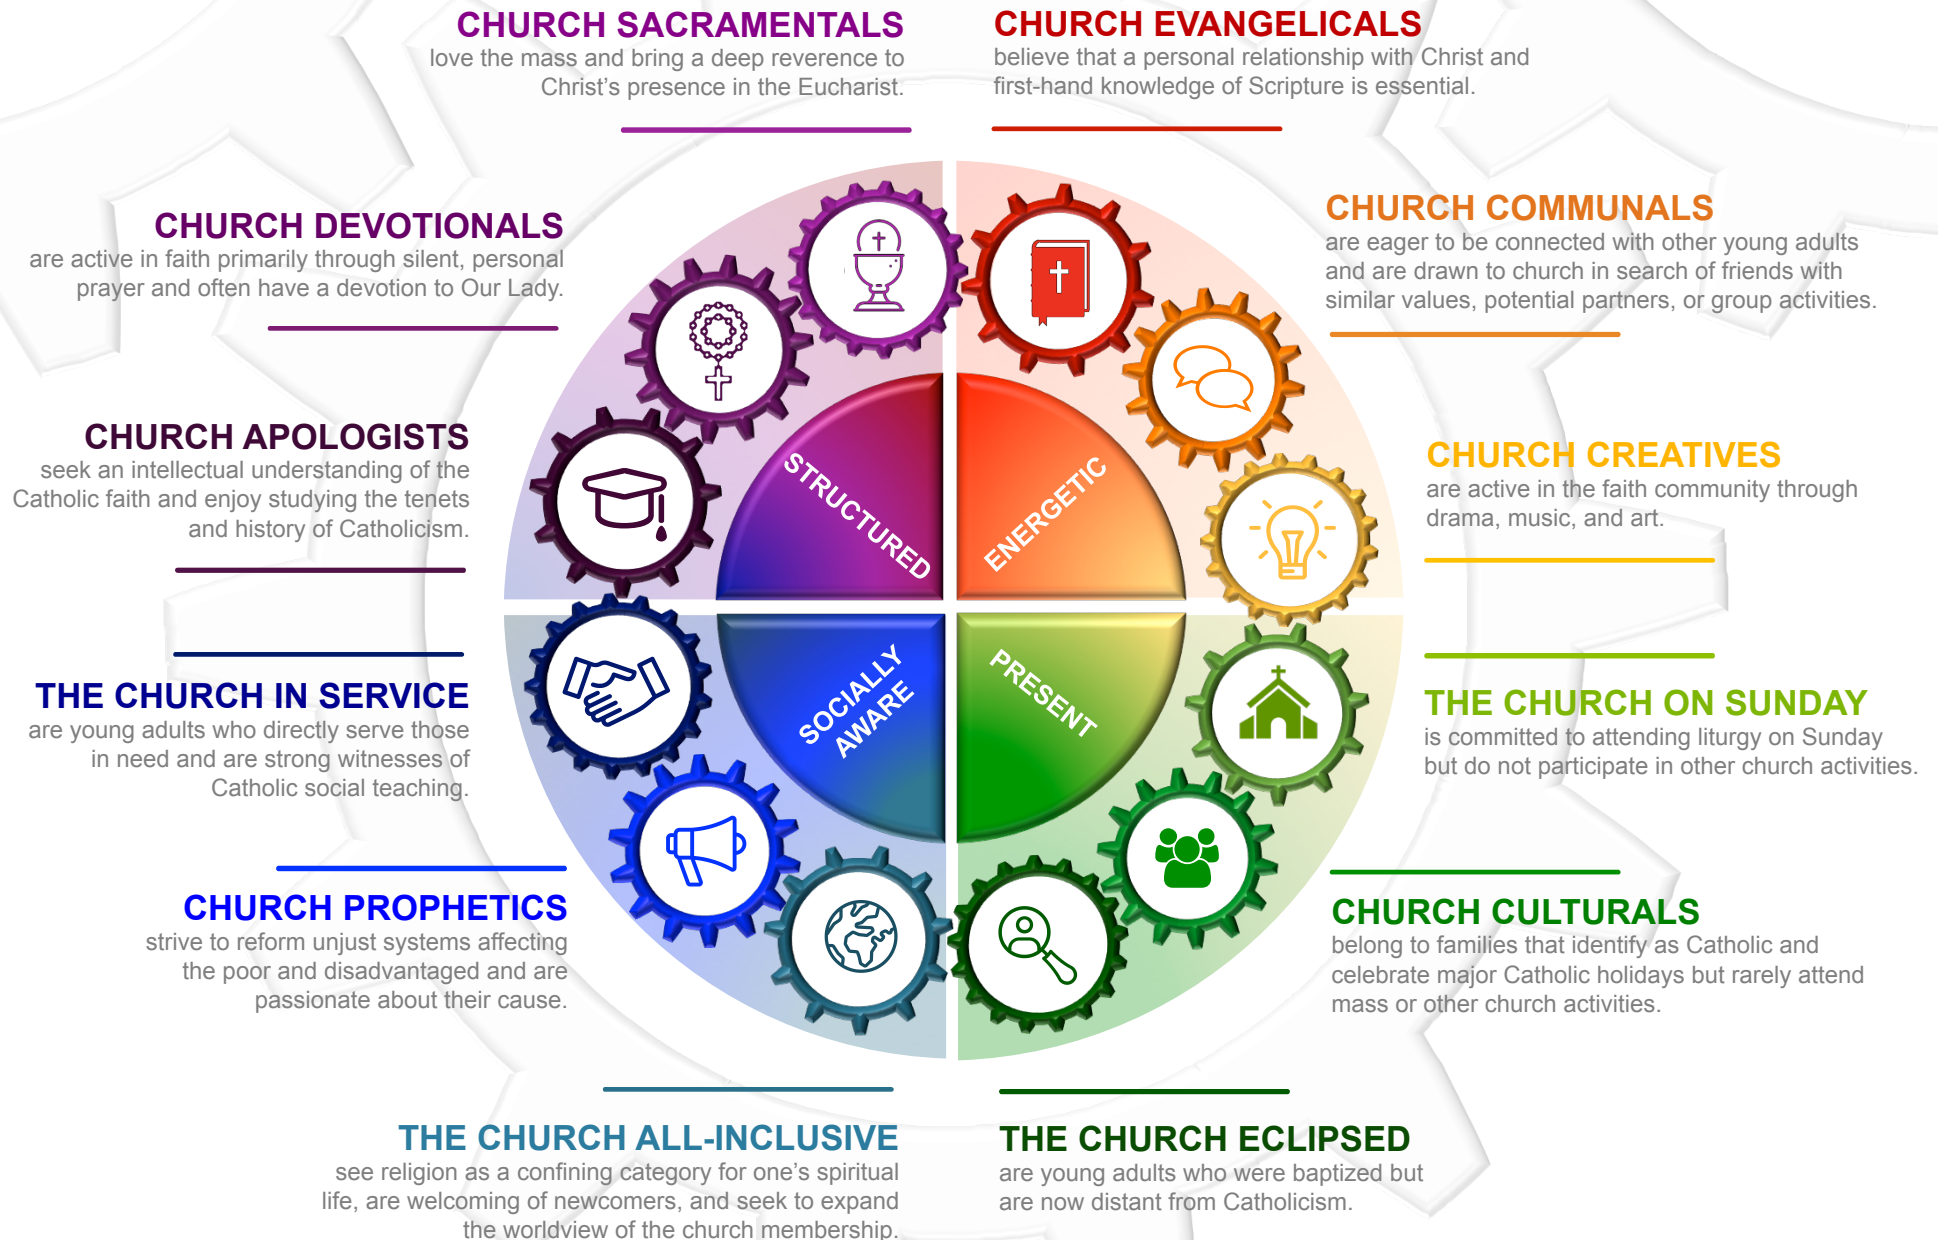 CHURCH SACRAMENTALS
love the mass and bring a deep reverence to
Christ's presence in the Eucharist.
CHURCH EVANGELICALS
believe that a personal relationship with Christ and
first-hand knowledge of Scripture is essential.
CHURCH DEVOTIONALS
are active in faith primarily through silent, personal
prayer and often have a devotion to Our Lady.
CHURCH COMMUNALS
are eager to be connected with other young adults
and are drawn to church in search of friends with
similar values, potential partners, or group activities.
CHURCH APOLOGISTS
seek an intellectual understanding of the
Catholic faith and enjoy studying the tenets
and history of Catholicism.
CHURCH CREATIVES
are active in the faith community through
drama, music, and art.
STRUCTURED
ENERGETIC
SOCIALLY
AWARE
PRESENT
THE CHURCH IN SERVICE
are young adults who directly serve those
in need and are strong witnesses of
Catholic social teaching.
THE CHURCH ON SUNDAY
is committed to attending liturgy on Sunday
but do not participate in other church activities.
CHURCH PROPHETICS
strive to reform unjust systems affecting
the poor and disadvantaged and are
passionate about their cause.
CHURCH CULTURALS
belong to families that identify as Catholic and
celebrate major Catholic holidays but rarely attend
mass or other church activities.
THE CHURCH ALL-INCLUSIVE
see religion as a confining category for one's spiritual
life, are welcoming of newcomers, and seek to expand
the worldview of the church membership.
THE CHURCH ECLIPSED
are young adults who were baptized but
are now distant from Catholicism.